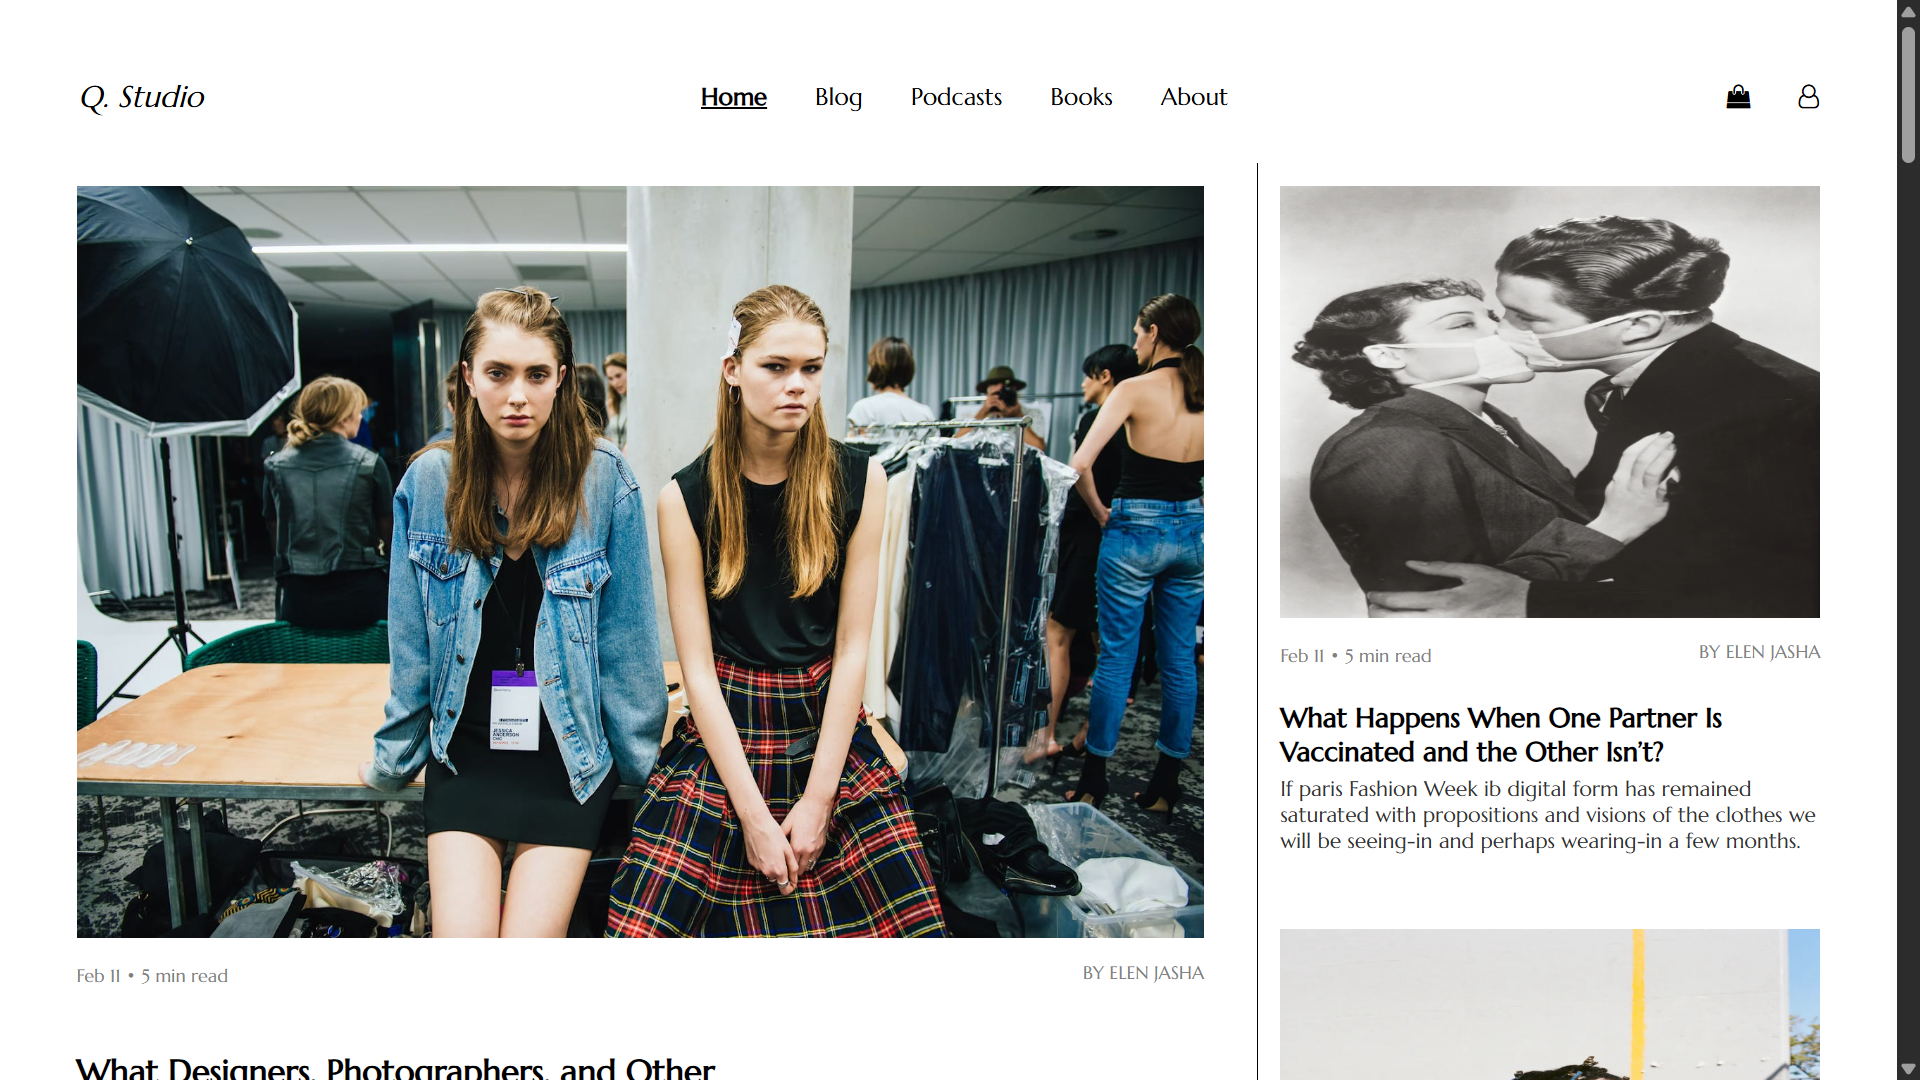 Q. Studio
Home
Blog
Podcasts
Books
About
JESSICA
ANDERSON
Feb 11 • 5 min read
BY ELEN JASHA
What Designers, Photographers, and Other
Feb 11 • 5 min read
BY ELEN JASHA
What Happens When One Partner Is
Vaccinated and the Other Isn’t?
If paris Fashion Week ib digital form has remained
saturated with propositions and visions of the clothes we
will be seeing-in and perhaps wearing-in a few months.